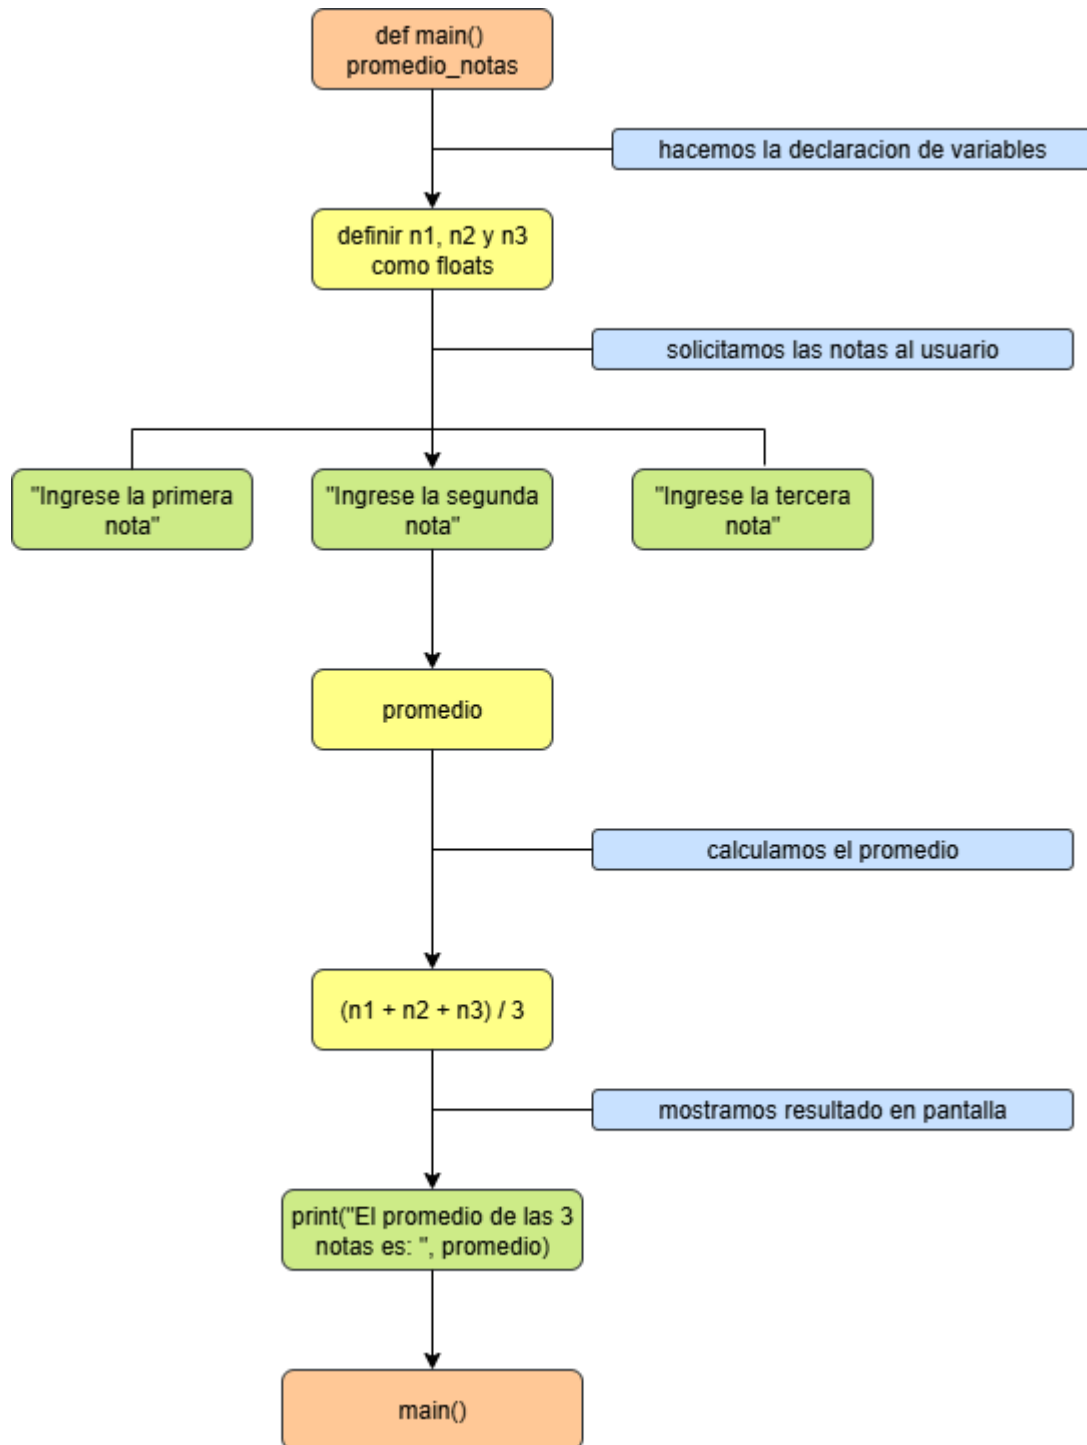 def main()
promedio_notas
hacemos la declaracion de variables
definir n1, n2 y n3
como floats
solicitamos las notas al usuario
"Ingrese la primera
nota"
"Ingrese la segunda
nota"
"Ingrese la tercera
nota"
promedio
calculamos el promedio
(n1 + n2 + n3) / 3
mostramos resultado en pantalla
print("El promedio de las 3
notas es: ", promedio)
main()